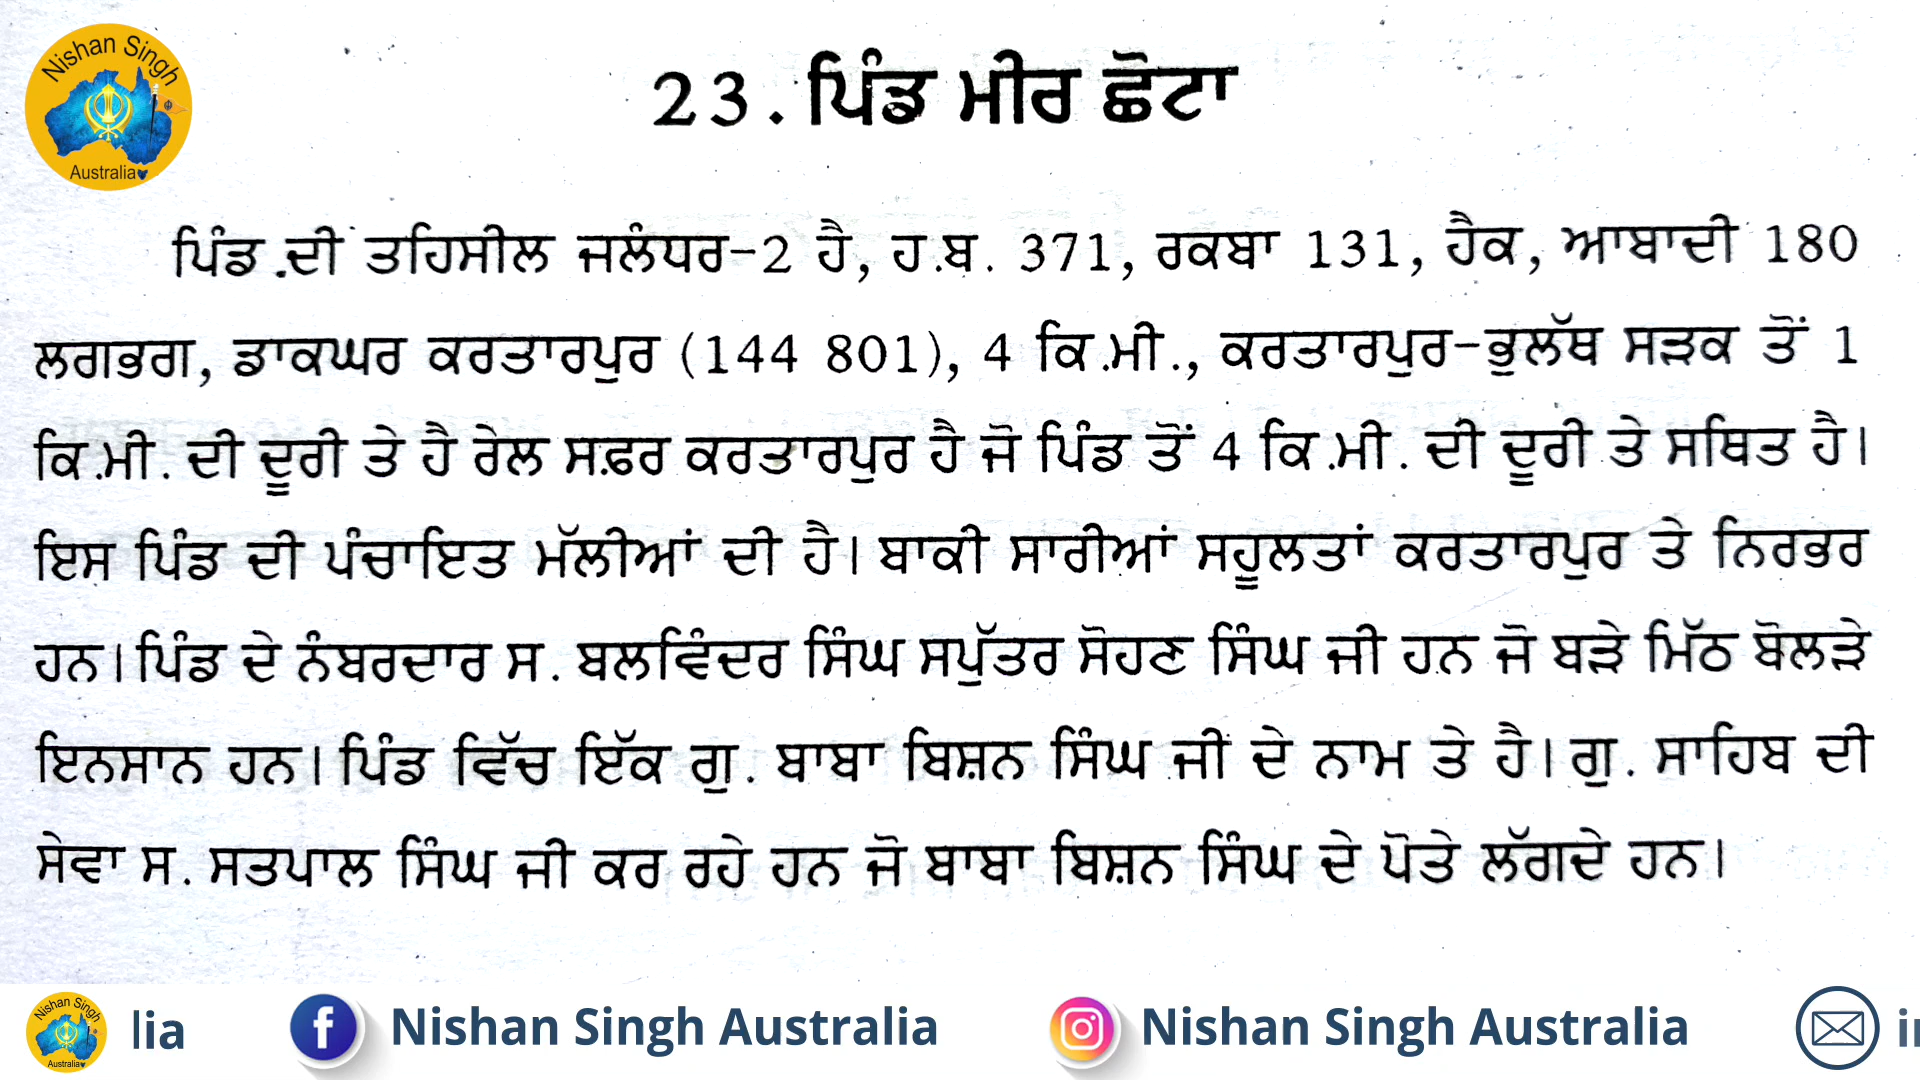 Nishan Singh
Australia
23. ਪਿੰਡ ਮੀਰ ਛੋਟਾ
ਪਿੰਡ ਦੀ ਤਹਿਸੀਲ ਜਲੰਧਰ-2 ਹੈ, ਹ.ਬ. 371, ਰਕਬਾ 131, ਹੈਕ, ਆਬਾਦੀ 180
ਲਗਭਗ, ਡਾਕਘਰ ਕਰਤਾਰਪੁਰ (144 801), 4 ਕਿ.ਮੀ., ਕਰਤਾਰਪੁਰ-ਭੁਲੱਥ ਸੜਕ ਤੋਂ 1
ਕਿ.ਮੀ. ਦੀ ਦੂਰੀ ਤੇ ਹੈ ਰੇਲ ਸਫ਼ਰ ਕਰਤਾਰਪੁਰ ਹੈ ਜੋ ਪਿੰਡ ਤੋਂ 4 ਕਿ.ਮੀ. ਦੀ ਦੂਰੀ ਤੇ ਸਥਿਤ ਹੈ।
ਇਸ ਪਿੰਡ ਦੀ ਪੰਚਾਇਤ ਮੱਲੀਆਂ ਦੀ ਹੈ। ਬਾਕੀ ਸਾਰੀਆਂ ਸਹੂਲਤਾਂ ਕਰਤਾਰਪੁਰ ਤੇ ਨਿਰਭਰ
ਹਨ। ਪਿੰਡ ਦੇ ਨੰਬਰਦਾਰ ਸ. ਬਲਵਿੰਦਰ ਸਿੰਘ ਸਪੁੱਤਰ ਸੋਹਣ ਸਿੰਘ ਜੀ ਹਨ ਜੋ ਬੜੇ ਮਿੱਠ ਬੋਲੜੇ
ਇਨਸਾਨ ਹਨ। ਪਿੰਡ ਵਿੱਚ ਇੱਕ ਗੁ. ਬਾਬਾ ਬਿਸ਼ਨ ਸਿੰਘ ਜੀ ਦੇ ਨਾਮ ਤੇ ਹੈ। ਗੁ. ਸਾਹਿਬ ਦੀ
ਸੇਵਾ ਸ. ਸਤਪਾਲ ਸਿੰਘ ਜੀ ਕਰ ਰਹੇ ਹਨ ਜੋ ਬਾਬਾ ਬਿਸ਼ਨ ਸਿੰਘ ਦੇ ਪੋਤੇ ਲੱਗਦੇ ਹਨ।
Nishan Singh
Australia
lia
Nishan Singh Australia
Nishan Singh Australia